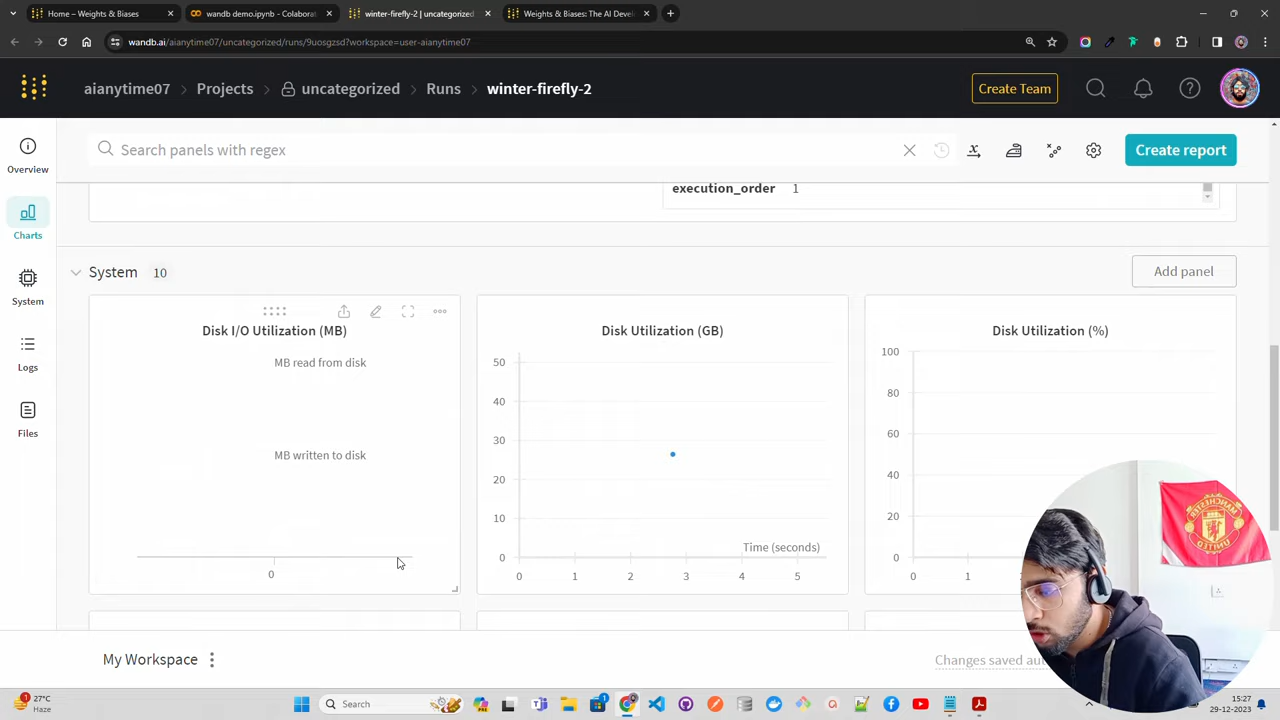 Home – Weights & Biases
wandb demo.ipynb - Colaborat
winter-firefly-2 | uncategorized
Weights & Biases: The AI Devel
wandb.ai/aianytime07/uncategorized/runs/9uosgzsd?workspace=user-aianytime07
aianytime07 > Projects > uncategorized > Runs > winter-firefly-2
Create Team
Overview
Charts
System
Logs
Files
Search panels with regex
Create report
execution_order 1
System 10
Add panel
Disk I/O Utilization (MB)
MB read from disk
MB written to disk
0
Disk Utilization (GB)
50
40
30
20
10
0
Time (seconds)
0 1 2 3 4 5
Disk Utilization (%)
100
80
60
40
20
0
0 1
My Workspace
Changes saved
MANCHESTER
UNITED
1
27°C
Haze
Search
15:27
29-12-2023